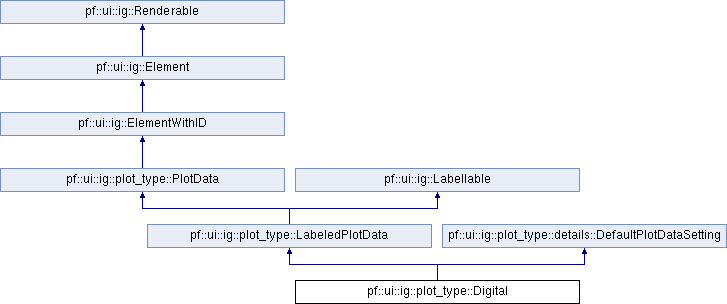 pf::ui::ig::Renderable
pf::ui::ig::Element
pf::ui::ig::ElementWithID
pf::ui::ig::plot_type::PlotData
pf::ui::ig::Labellable
pf::ui::ig::plot_type::LabeledPlotData
pf::ui::ig::plot_type::details::DefaultPlotDataSetting
pf::ui::ig::plot_type::Digital